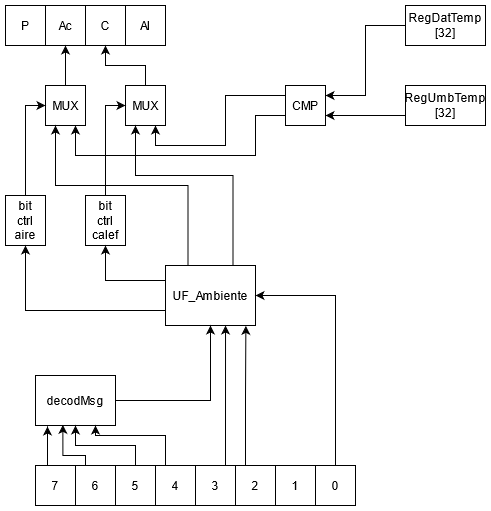 P Ac C Al
RegDatTemp
[32]
MUX MUX CMP
RegUmbTemp
[32]
bit
ctrl
aire
bit
ctrl
calef
UF_Ambiente
decodMsg
7 6 5 4 3 2 1 0